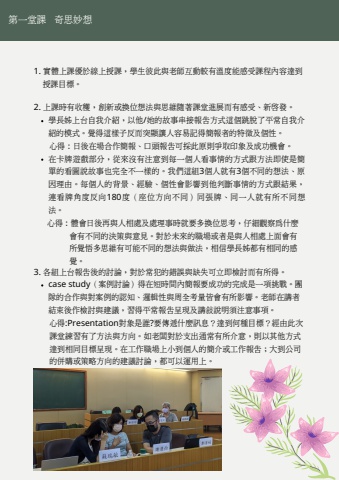 第一堂課 奇思妙想
1. 實體上課優於線上授課，學生彼此與老師互動較有溫度能感受課程內容達到
授課目標。
2. 上課時有收穫，創新或換位想法與思維隨著課堂進展而有感受、新啓發。
• 學長姊上台自我介紹，以他/她的故事串接報告方式這個跳脫了平常自我介
紹的模式。覺得這樣子反而突顯讓人容易記得簡報者的特徵及個性。
心得：日後在場合作簡報、口頭報告可採此原則爭取印象及成功機會。
• 在卡牌遊戲部分，從來沒有注意到每一個人看事情的方式跟方法即使是簡
單的看圖說故事也完全不一樣的。我們這組3個人就有3個不同的想法、原
因理由。每個人的背景、經驗、個性會影響到他判斷事情的方式跟結果，
連看牌角度反向180度（座位方向不同）同張牌、同一人就有所不同想
法。
心得：體會日後再與人相處及處理事時就要多換位思考，仔細觀察爲什麼
會有不同的決策與意見。對於未來的職場或者是與人相處上面會有
所覺悟多思維有可能不同的想法與做法。相信學長姊都有相同的感
覺。
3. 各組上台報告後的討論，對於常犯的錯誤與缺失可立即檢討而有所得。
• case study（案例討論）得在短時間內簡報要成功的完成是一項挑戰。團
隊的合作與對案例的認知、邏輯性與周全考量皆會有所影響。老師在講者
結束後作檢討與建議。習得平常報告呈現及講話說明須注意事項。
心得:Presentation對象是誰?要傳遞什麼訊息？達到何種目標？經由此次
課堂練習有了方法與方向。如老闆對於支出通常有所介意，則以其他方式
達到相同目標呈現。在工作職場上小到個人的簡介或工作報告；大到公司
的併購或策略方向的建議討論，都可以運用上。